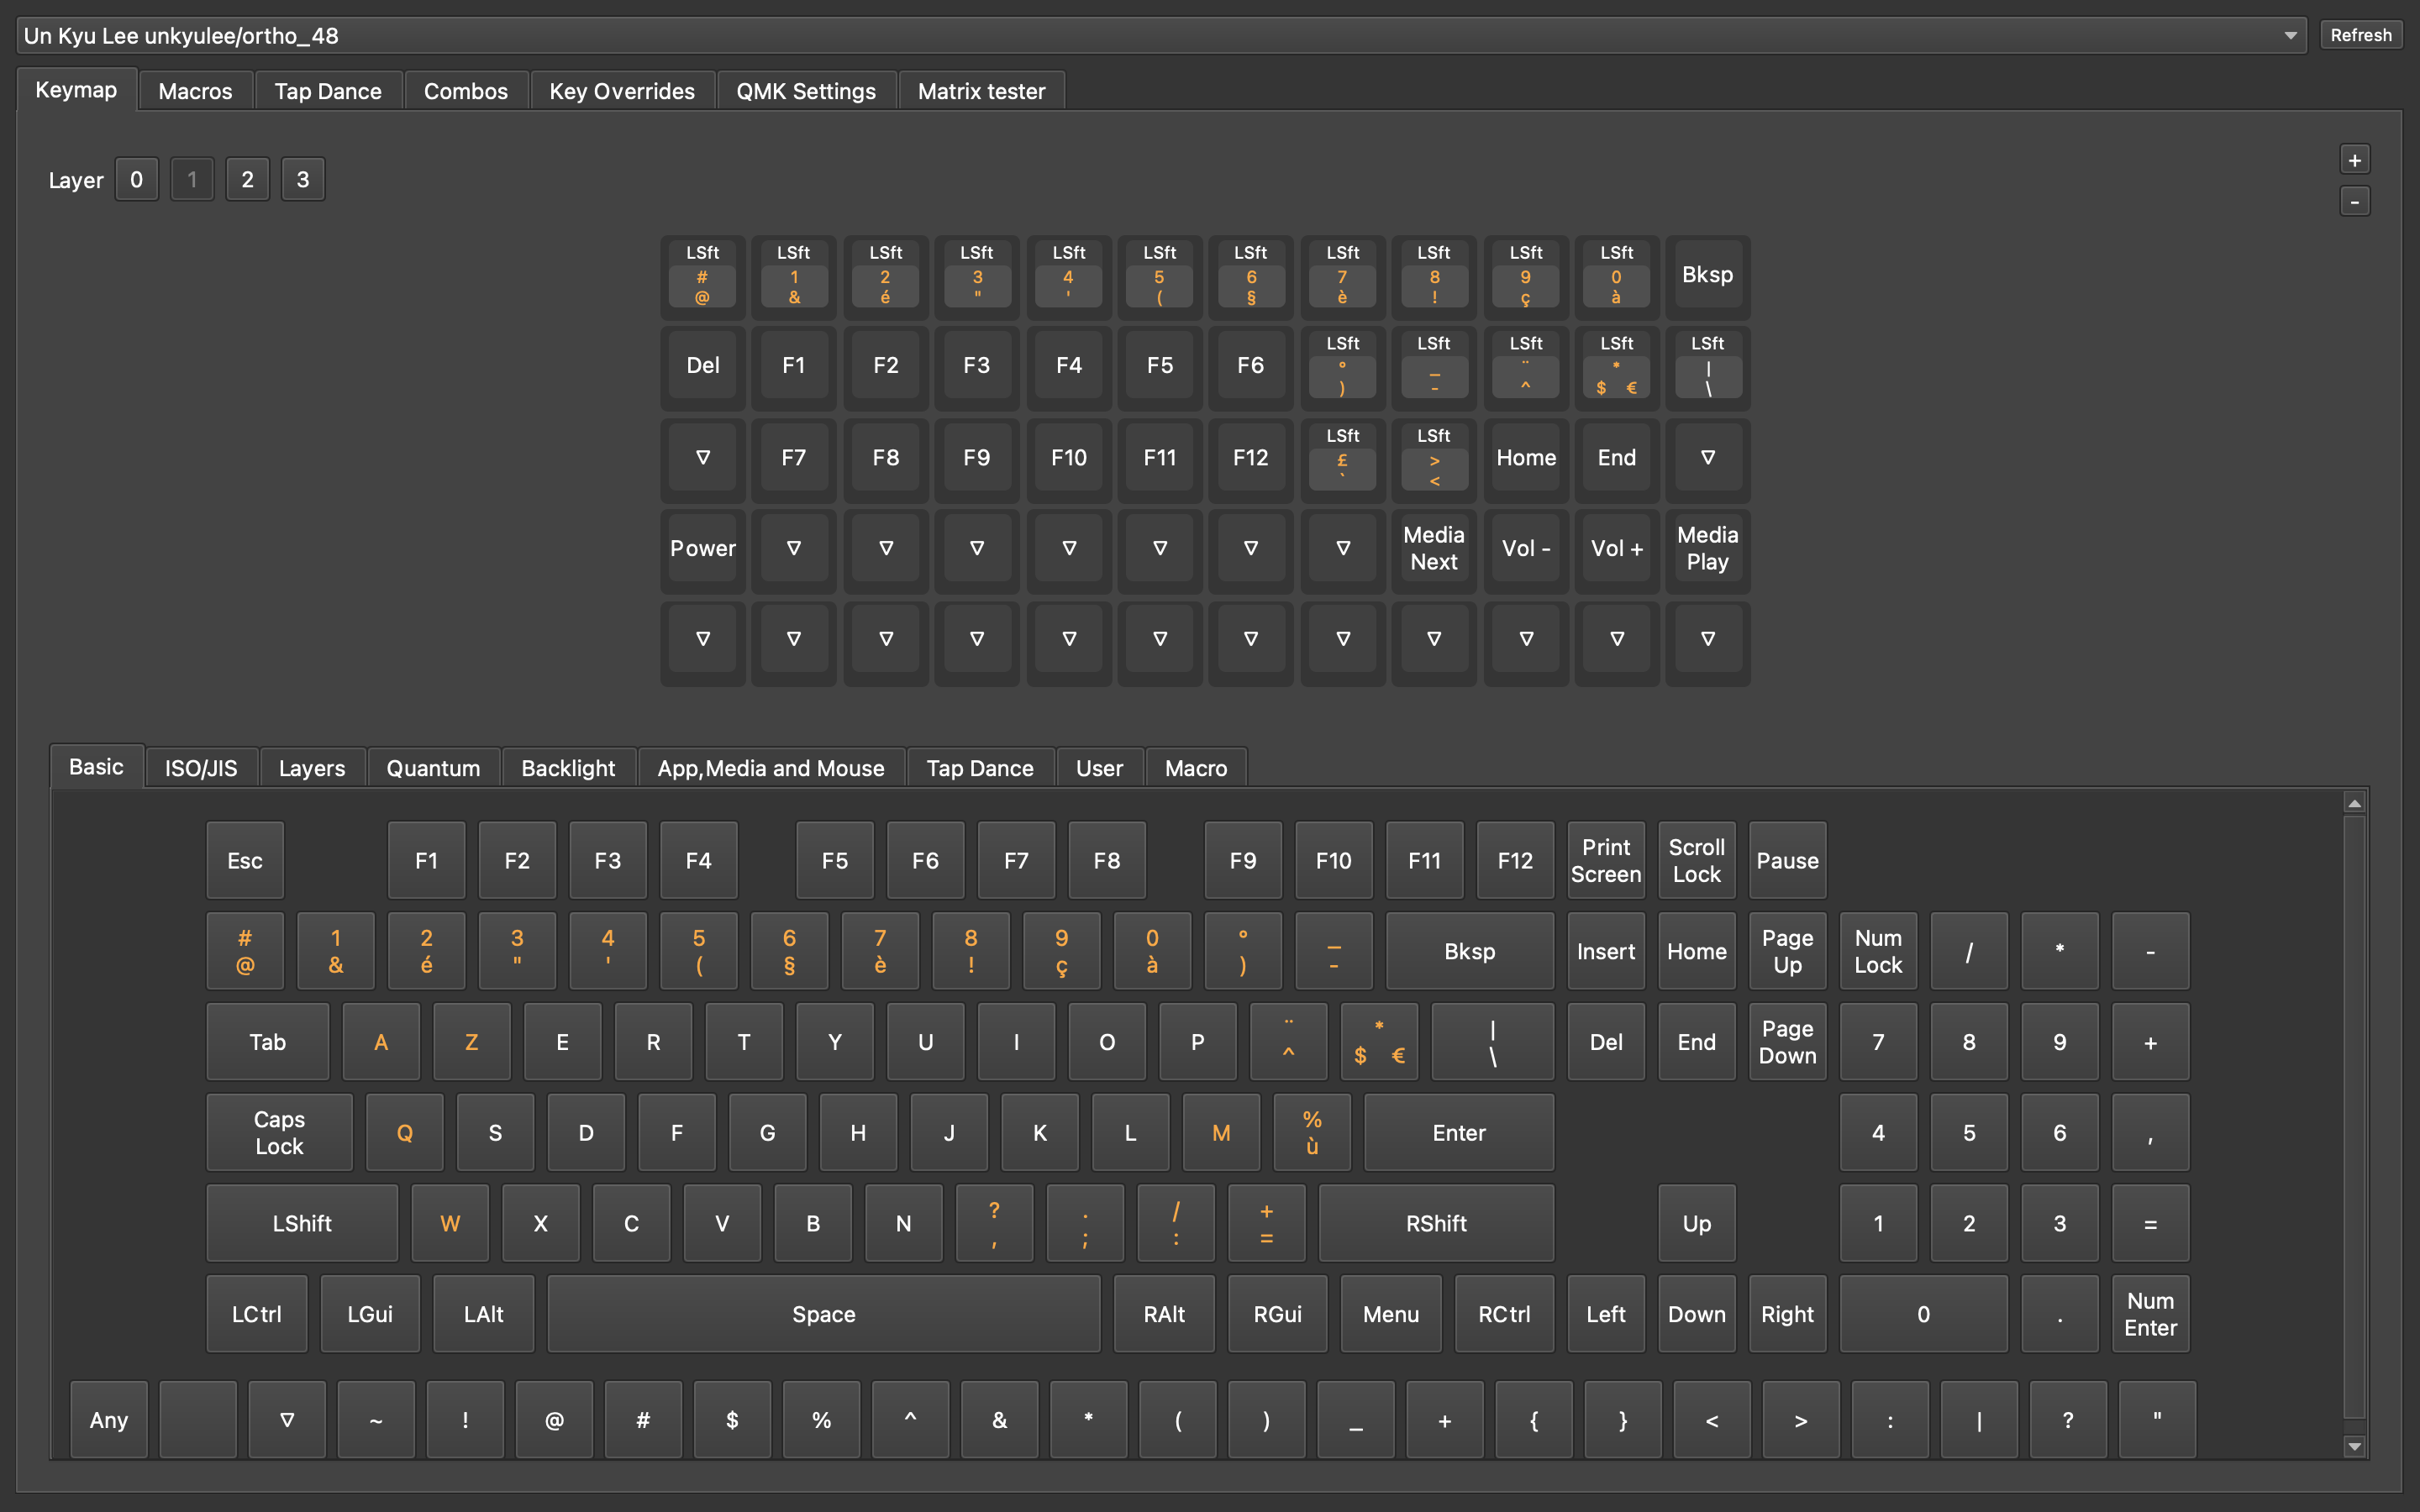 Un Kyu Lee unkyulee/ortho_48 Refresh
Keymap Macros Tap Dance Combos Key Overrides QMK Settings Matrix tester
Layer 0 1 2 3
+
-
LSft LSft LSft LSft LSft LSft LSft LSft LSft LSft LSft Bksp
# 1 2 3 4 5 6 7 8 9 0
@ & é " ' ( § è ! ç à
Del F1 F2 F3 F4 F5 F6 LSft LSft LSft LSft LSft
° _ ¨ * |
) - ^ $ € \
▽ F7 F8 F9 F10 F11 F12 LSft LSft Home End ▽
£ >
` <
Power ▽ ▽ ▽ ▽ ▽ ▽ ▽ Media Next Vol - Vol + Media Play
▽ ▽ ▽ ▽ ▽ ▽ ▽ ▽ ▽ ▽ ▽ ▽
Basic ISO/JIS Layers Quantum Backlight App,Media and Mouse Tap Dance User Macro
Esc F1 F2 F3 F4 F5 F6 F7 F8 F9 F10 F11 F12 Print Screen Scroll Lock Pause
# 1 2 3 4 5 6 7 8 9 0 ° _ Bksp Insert Home Page Up Num Lock / * -
@ & é " ' ( § è ! ç à ) -
Tab A Z E R T Y U I O P ¨ * | Del End Page Down 7 8 9 +
^ $ € \
Caps Lock Q S D F G H J K L M % Enter 4 5 6 ,
ù
LShift W X C V B N ? . / + RShift Up 1 2 3 =
, ; : =
LCtrl LGui LAlt Space RAlt RGui Menu RCtrl Left Down Right 0 . Num Enter
Any ▽ ~ ! @ # $ % ^ & * ( ) _ + { } < > : | ? "